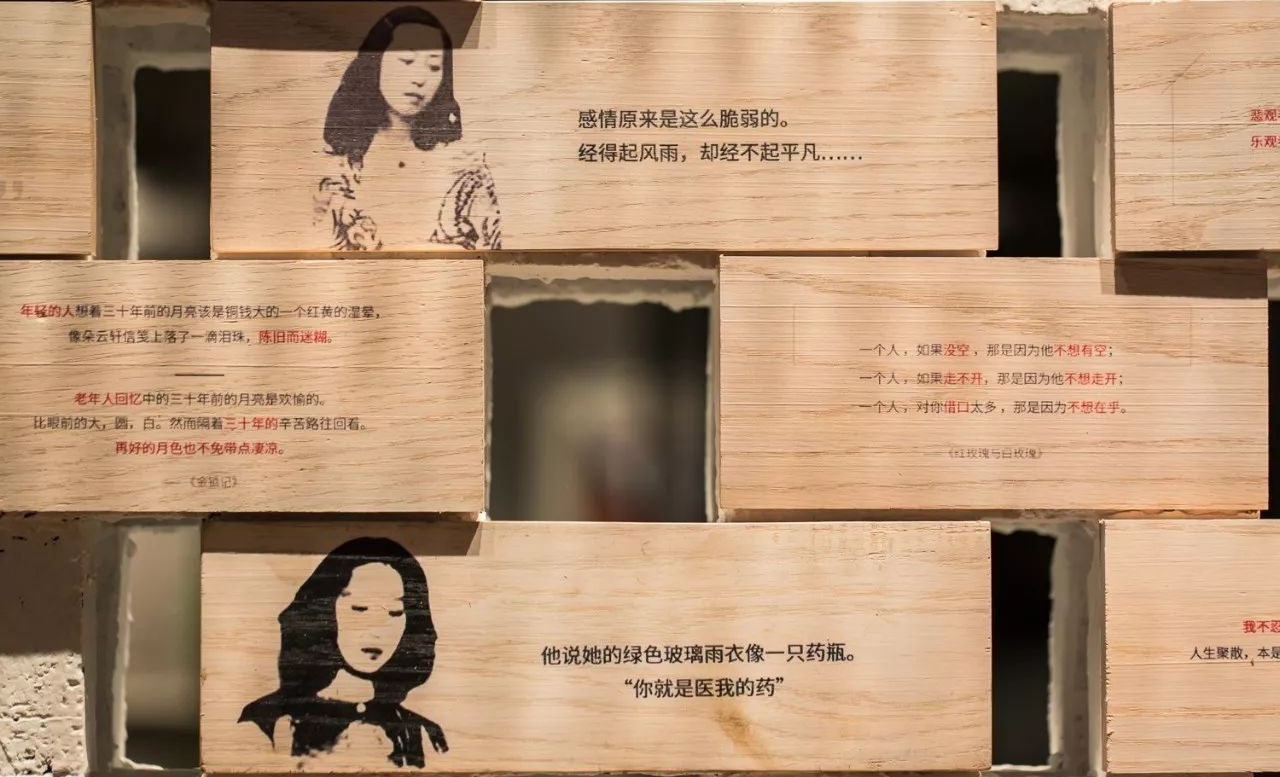 感情原来是这么脆弱的。
经得起风雨，却经不起平凡……
悲观
乐观
年轻的人想着三十年前的月亮该是铜钱大的一个红黄的湿晕，
像朵云轩信笺上落了一滴泪珠，陈旧而迷糊。
老年人回忆中的三十年前的月亮是欢愉的。
比眼前的大，圆，白。然而隔着三十年的辛苦路往回看。
再好的月色也不免带点凄凉。
— 《金锁记》
一个人，如果没空，那是因为他不想有空；
一个人，如果走不开，那是因为他不想走开；
一个人，对你借口太多，那是因为不想在乎。
《红玫瑰与白玫瑰》
他说她的绿色玻璃雨衣像一只药瓶。
“你就是医我的药”
我不忍
人生聚散，本是